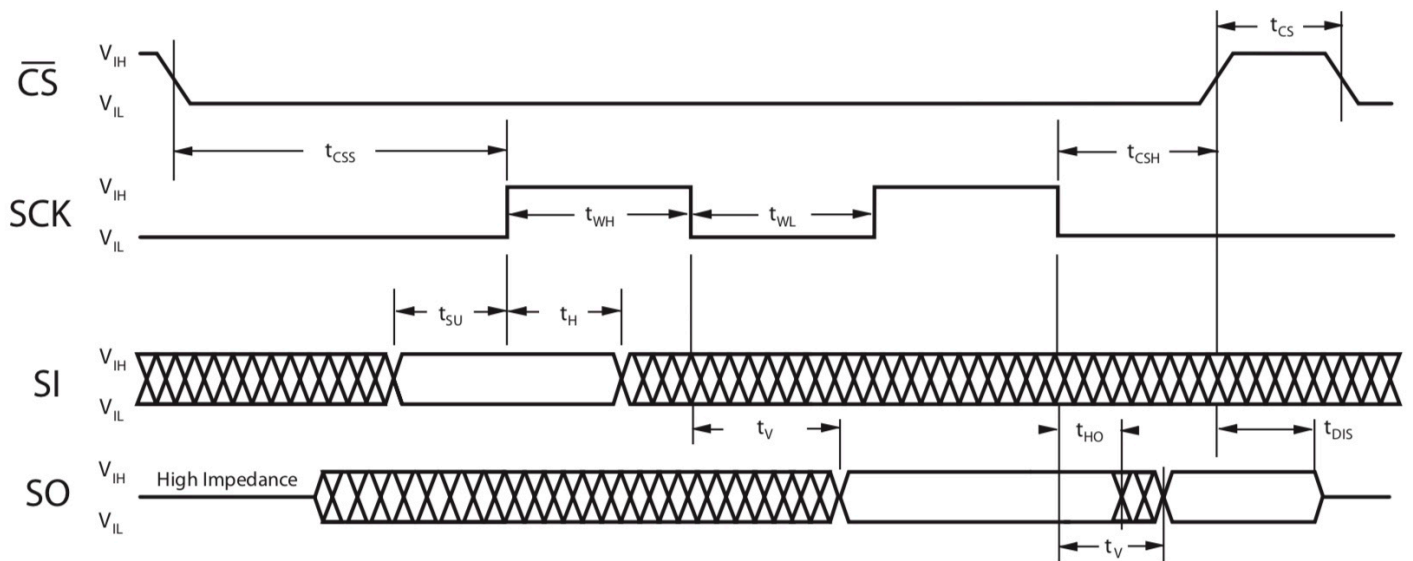 t_CS
C̅S̅ V_IH
V_IL
t_CSS t_CSH
SCK V_IH
V_IL
t_WH t_WL
t_SU t_H
SI V_IH
V_IL
t_V t_HO t_DIS
SO V_IH High Impedance
V_IL
t_V